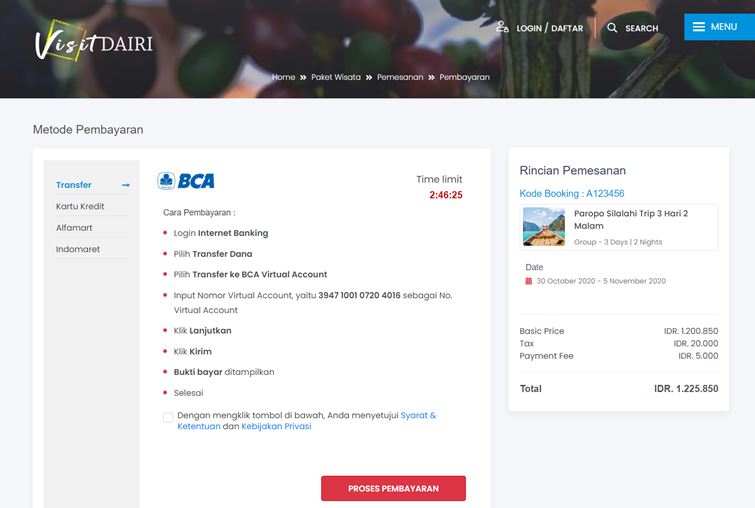 Visit DAIRI
LOGIN / DAFTAR
SEARCH
MENU
Home » Paket Wisata » Pemesanan » Pembayaran
Metode Pembayaran
Transfer
Kartu Kredit
Alfamart
Indomaret
BCA
Time limit
2:46:25
Cara Pembayaran :
Login Internet Banking
Pilih Transfer Dana
Pilih Transfer ke BCA Virtual Account
Input Nomor Virtual Account, yaitu 3947 1001 0720 4016 sebagai No.
Virtual Account
Klik Lanjutkan
Klik Kirim
Bukti bayar ditampilkan
Selesai
Dengan mengklik tombol di bawah, Anda menyetujui Syarat &
Ketentuan dan Kebijakan Privasi
PROSES PEMBAYARAN
Rincian Pemesanan
Kode Booking : A123456
Paropo Silalahi Trip 3 Hari 2
Malam
Group - 3 Days | 2 Nights
Date
30 October 2020 - 5 November 2020
Basic Price IDR. 1.200.850
Tax IDR. 20.000
Payment Fee IDR. 5.000
Total IDR. 1.225.850